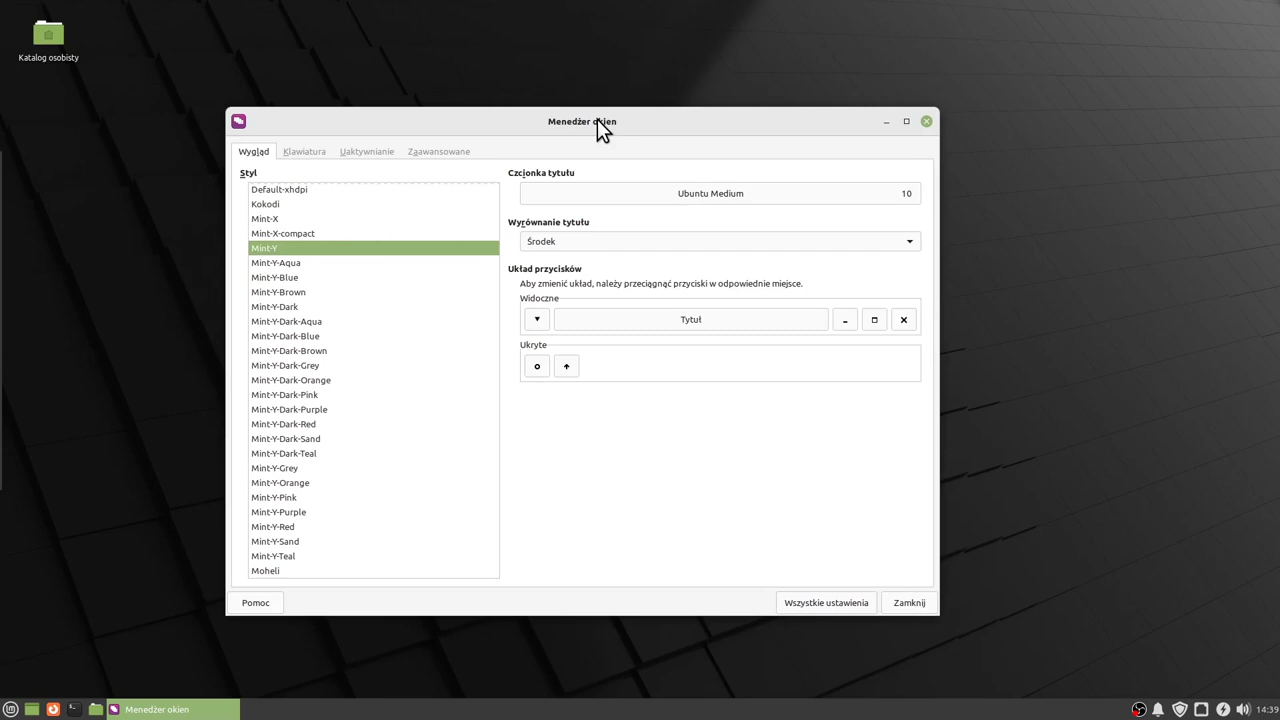 Katalog osobisty
Menedżer okien
Wygląd Klawiatura Uaktywnianie Zaawansowane
Styl
Default-xhdpi
Kokodi
Mint-X
Mint-X-compact
Mint-Y
Mint-Y-Aqua
Mint-Y-Blue
Mint-Y-Brown
Mint-Y-Dark
Mint-Y-Dark-Aqua
Mint-Y-Dark-Blue
Mint-Y-Dark-Brown
Mint-Y-Dark-Grey
Mint-Y-Dark-Orange
Mint-Y-Dark-Pink
Mint-Y-Dark-Purple
Mint-Y-Dark-Red
Mint-Y-Dark-Sand
Mint-Y-Dark-Teal
Mint-Y-Grey
Mint-Y-Orange
Mint-Y-Pink
Mint-Y-Purple
Mint-Y-Red
Mint-Y-Sand
Mint-Y-Teal
Moheli
Czcionka tytułu
Ubuntu Medium 10
Wyrównanie tytułu
Środek
Układ przycisków
Aby zmienić układ, należy przeciągnąć przyciski w odpowiednie miejsce.
Widoczne
Tytuł
Ukryte
Pomoc Wszystkie ustawienia Zamknij
Menedżer okien 14:39